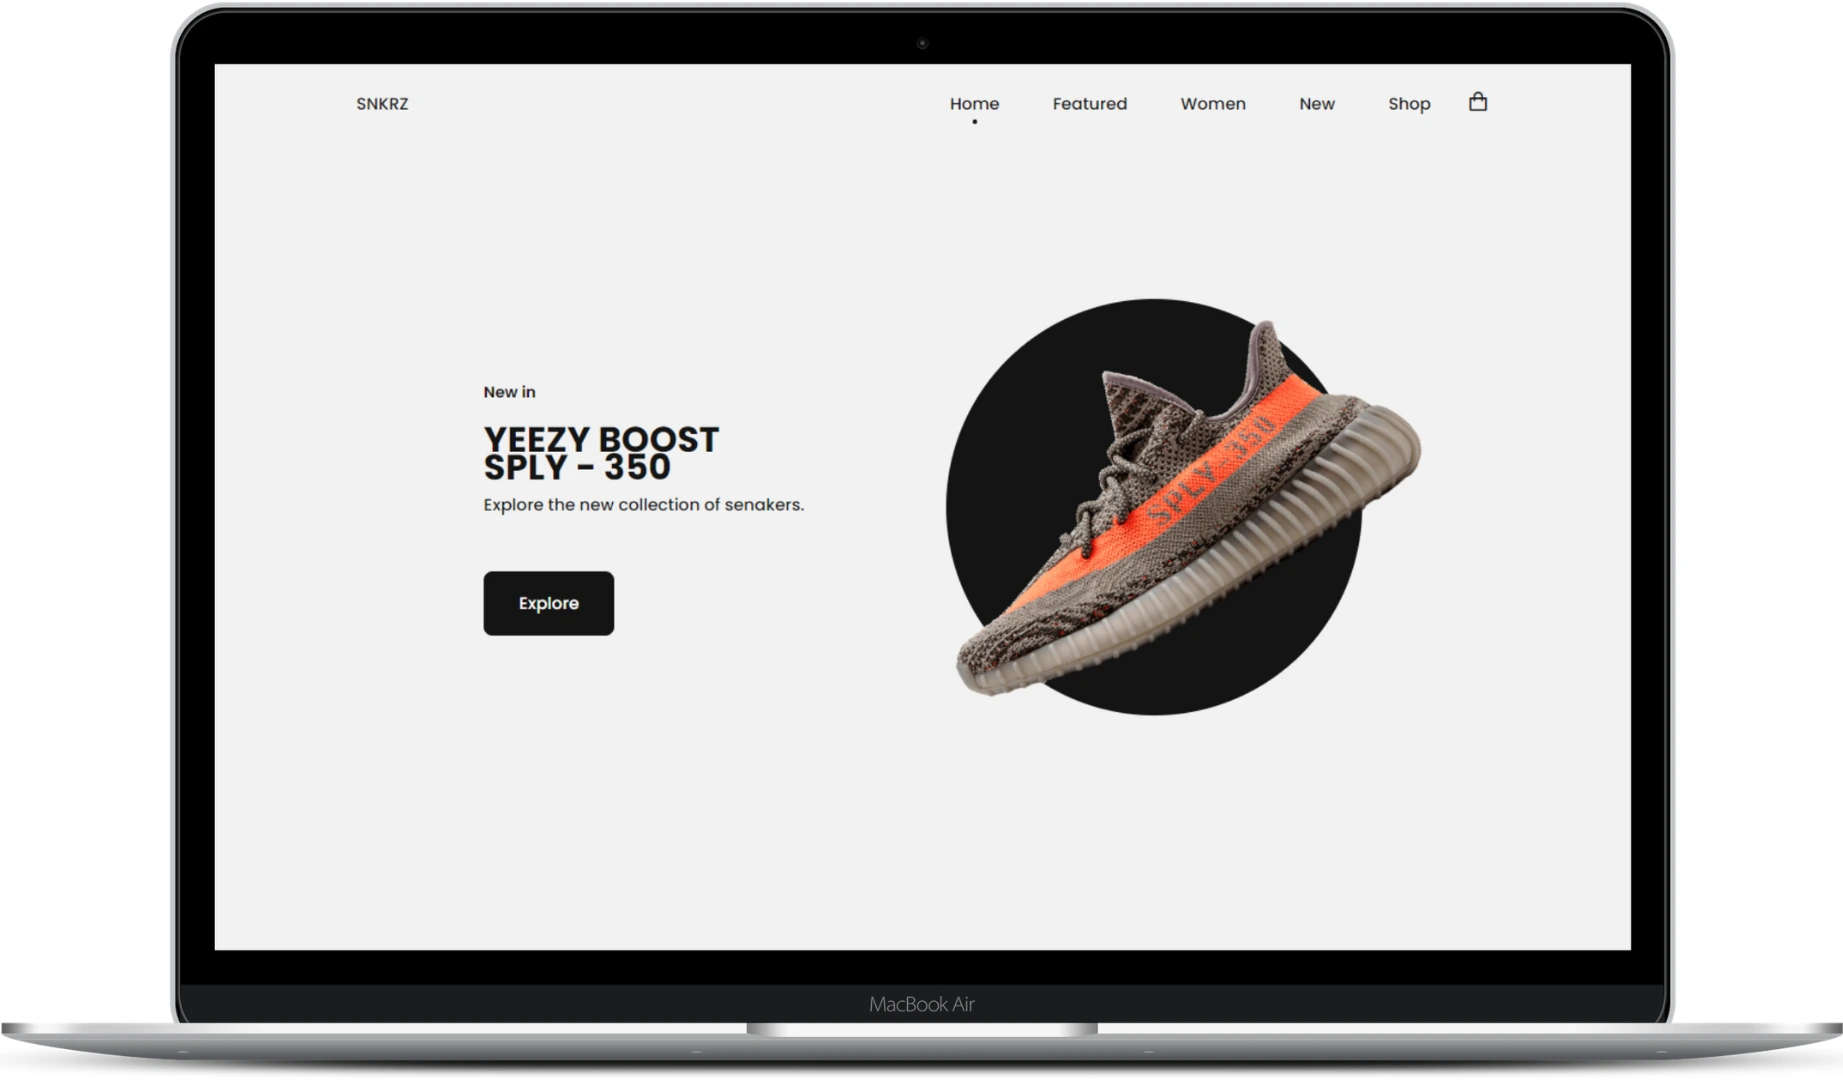 SNKRZ
Home Featured Women New Shop
New in
YEEZY BOOST
SPLY - 350
Explore the new collection of senakers.
Explore
SPLY-350
MacBook Air